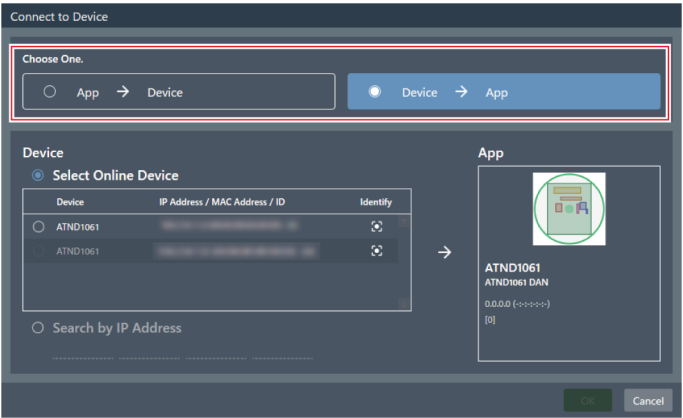 Connect to Device
Choose One.
App → Device
Device → App
Device
App
Select Online Device
Device IP Address / MAC Address / ID Identify
ATND1061
ATND1061
ATND1061
ATND1061 DAN
0.0.0.0 (-:-:-:-:-:-)
[0]
Search by IP Address
OK Cancel